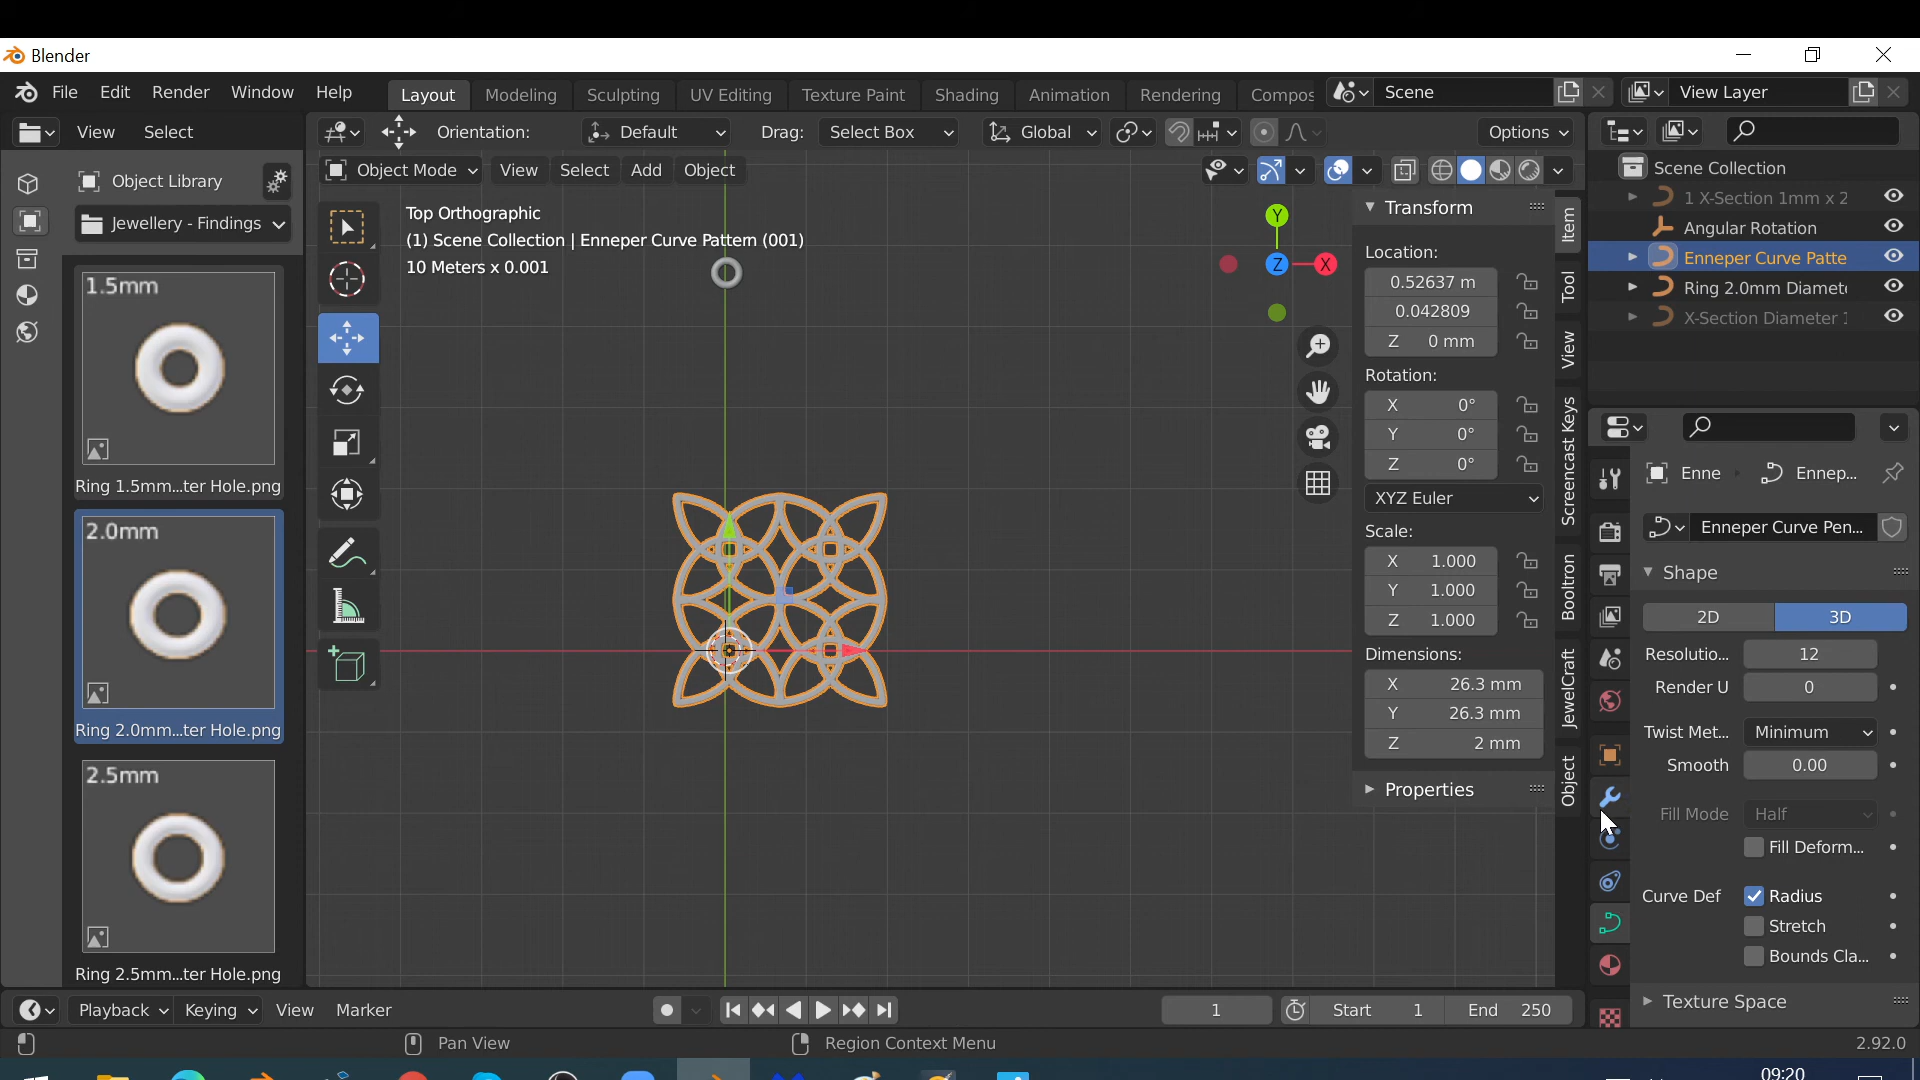 Blender
File Edit Render Window Help
Layout Modeling Sculpting UV Editing Texture Paint Shading Animation Rendering Compos
Scene
View Layer
View Select
Orientation: Default Drag: Select Box Global Options
Object Library
Jewellery - Findings
1.5mm
Ring 1.5mm...ter Hole.png
2.0mm
Ring 2.0mm...ter Hole.png
2.5mm
Ring 2.5mm...ter Hole.png
Object Mode View Select Add Object
Top Orthographic
(1) Scene Collection | Enneper Curve Pattern (001)
10 Meters x 0.001
Y
Z X
Transform
Location:
0.52637 m
0.042809
Z 0 mm
Rotation:
X 0°
Y 0°
Z 0°
XYZ Euler
Scale:
X 1.000
Y 1.000
Z 1.000
Dimensions:
X 26.3 mm
Y 26.3 mm
Z 2 mm
Properties
Item
Tool
View
Screencast Keys
Booltron
JewelCraft
Object
Scene Collection
1 X-Section 1mm x 2
Angular Rotation
Enneper Curve Patte
Ring 2.0mm Diamet
X-Section Diameter
Enne Ennep...
Enneper Curve Pen...
Shape
2D 3D
Resolutio... 12
Render U 0
Twist Met... Minimum
Smooth 0.00
Fill Mode Half
Fill Deform...
Curve Def Radius
Stretch
Bounds Cla...
Texture Space
Playback Keying View Marker
1 Start 1 End 250
Pan View Region Context Menu 2.92.0
09:20